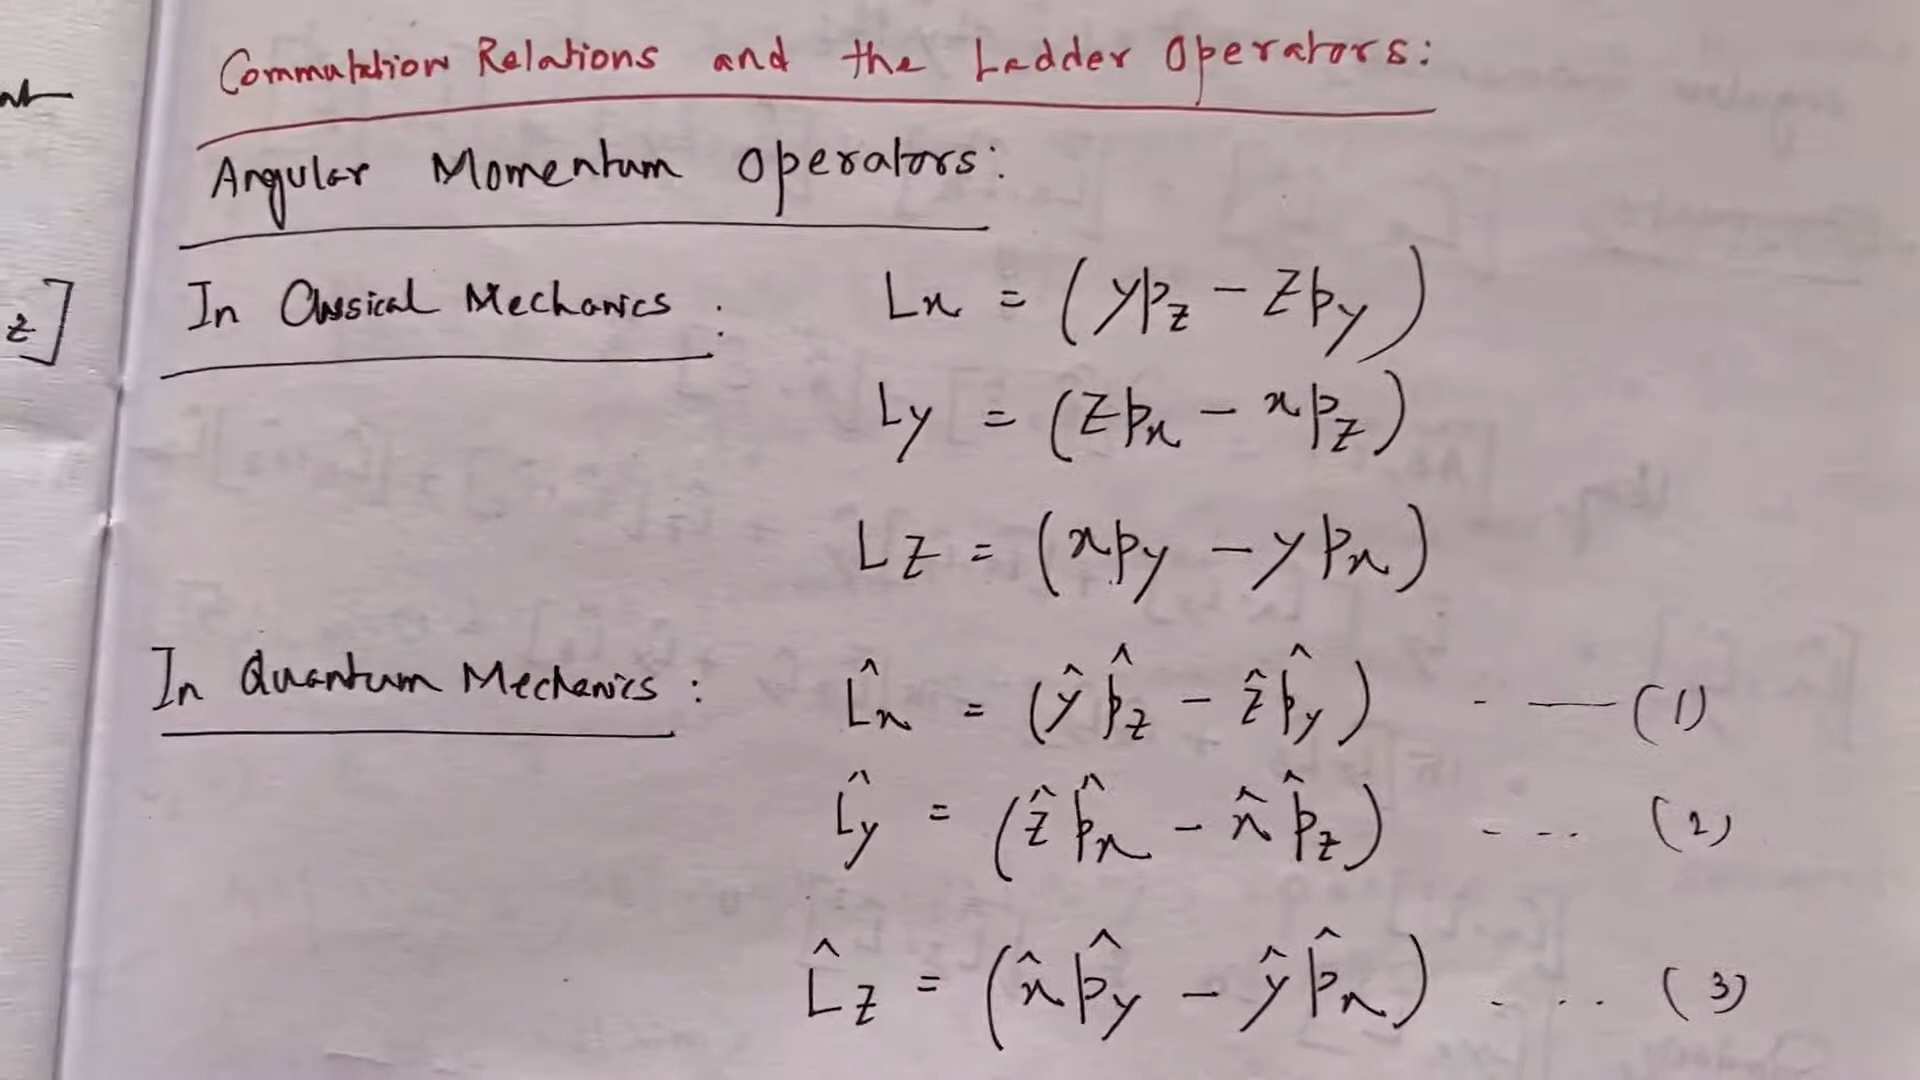 Commutation Relations and the Ladder Operators:
Angular Momentum Operators:
In Classical Mechanics : Lx = (ypz - zpy)
Ly = (zpx - xpz)
Lz = (xpy - ypx)
In Quantum Mechanics : L̂x = (ŷp̂z - ẑp̂y) - — (1)
L̂y = (ẑp̂x - x̂p̂z) - --- (2)
L̂z = (x̂p̂y - ŷp̂x) . ... (3)
z]